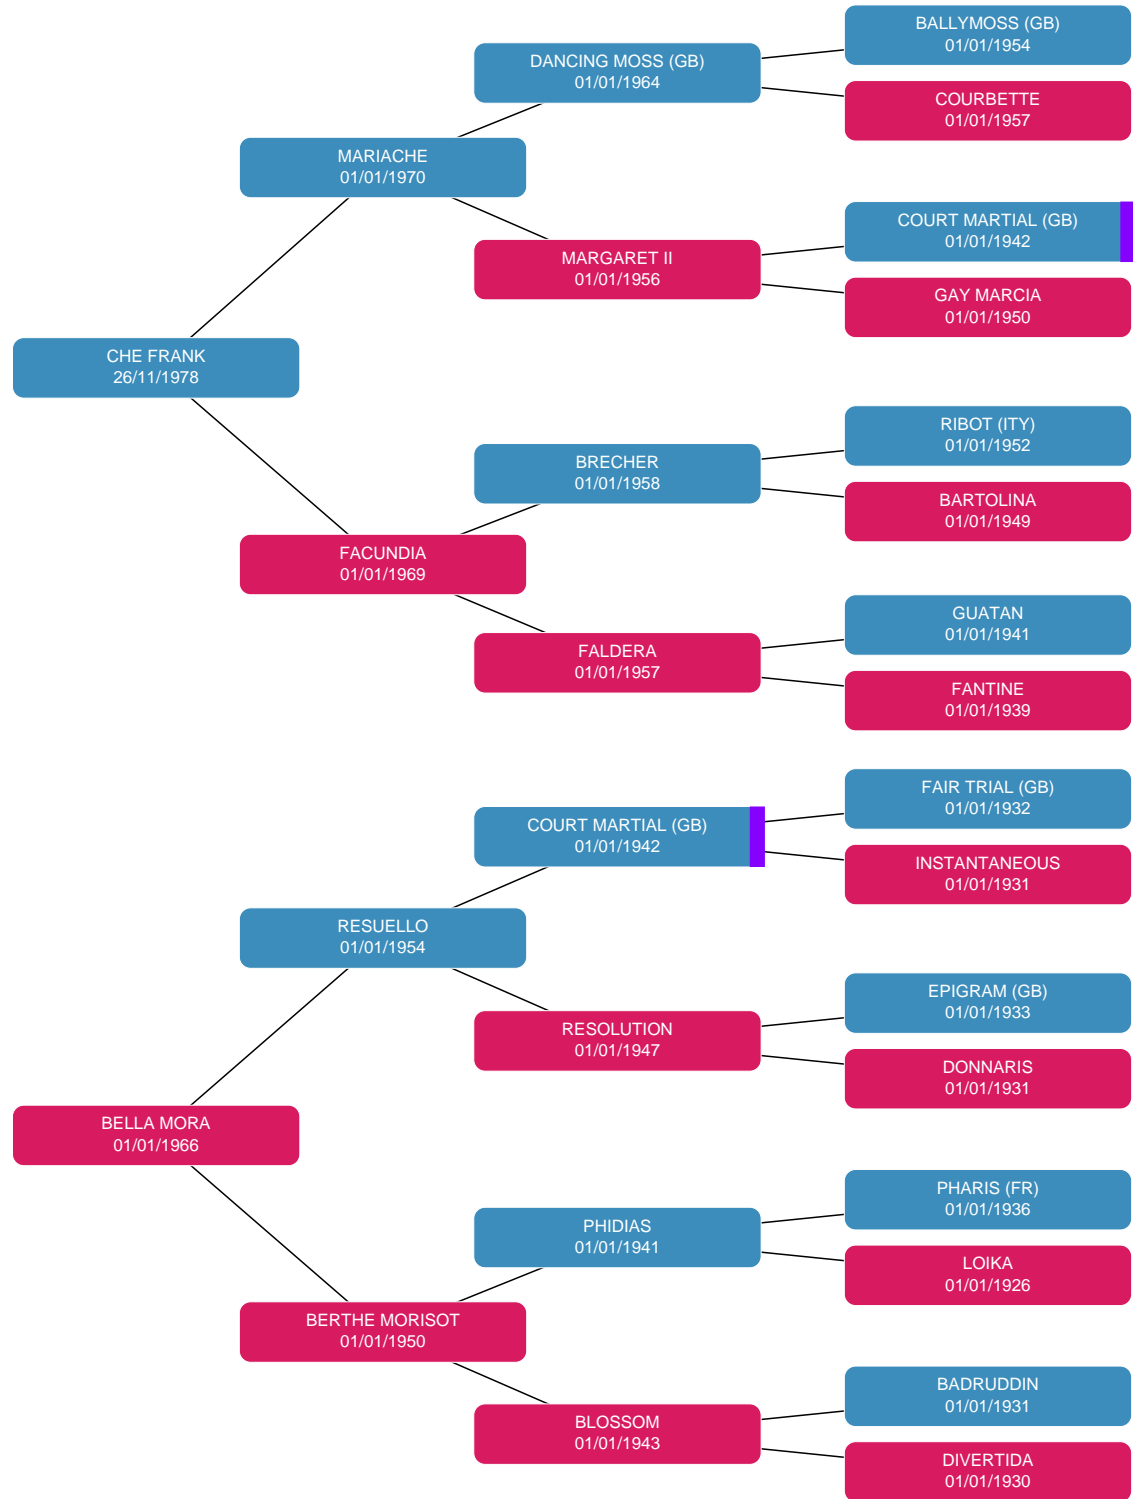 BALLYMOSS (GB)
01/01/1954
DANCING MOSS (GB)
01/01/1964
COURBETTE
01/01/1957
MARIACHE
01/01/1970
COURT MARTIAL (GB)
01/01/1942
MARGARET II
01/01/1956
GAY MARCIA
01/01/1950
CHE FRANK
26/11/1978
RIBOT (ITY)
01/01/1952
BRECHER
01/01/1958
BARTOLINA
01/01/1949
FACUNDIA
01/01/1969
GUATAN
01/01/1941
FALDERA
01/01/1957
FANTINE
01/01/1939
FAIR TRIAL (GB)
01/01/1932
COURT MARTIAL (GB)
01/01/1942
INSTANTANEOUS
01/01/1931
RESUELLO
01/01/1954
EPIGRAM (GB)
01/01/1933
RESOLUTION
01/01/1947
DONNARIS
01/01/1931
BELLA MORA
01/01/1966
PHARIS (FR)
01/01/1936
PHIDIAS
01/01/1941
LOIKA
01/01/1926
BERTHE MORISOT
01/01/1950
BADRUDDIN
01/01/1931
BLOSSOM
01/01/1943
DIVERTIDA
01/01/1930